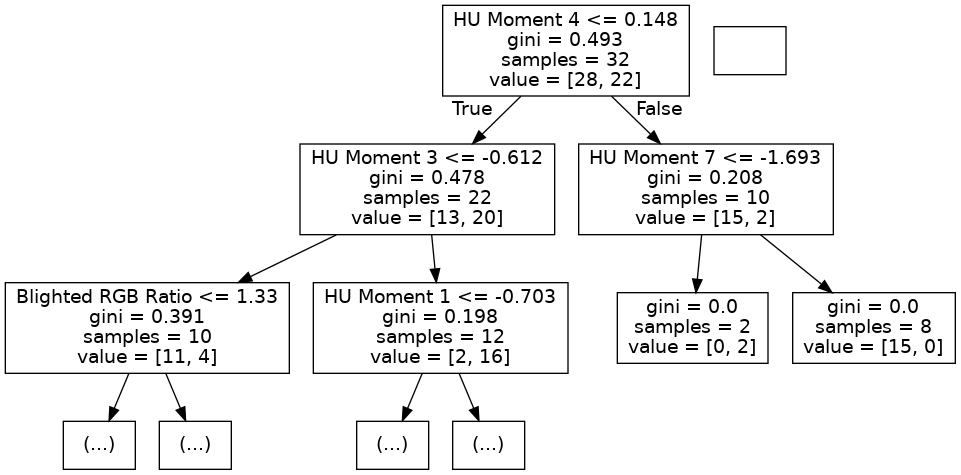 HU Moment 4 <= 0.148
gini = 0.493
samples = 32
value = [28, 22]
True
False
HU Moment 3 <= -0.612
gini = 0.478
samples = 22
value = [13, 20]
HU Moment 7 <= -1.693
gini = 0.208
samples = 10
value = [15, 2]
Blighted RGB Ratio <= 1.33
gini = 0.391
samples = 10
value = [11, 4]
HU Moment 1 <= -0.703
gini = 0.198
samples = 12
value = [2, 16]
gini = 0.0
samples = 2
value = [0, 2]
gini = 0.0
samples = 8
value = [15, 0]
(...)
(...)
(...)
(...)